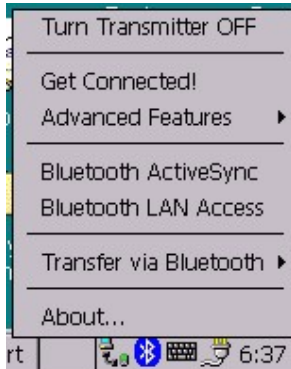 Turn Transmitter OFF
Get Connected!
Advanced Features
Bluetooth ActiveSync
Bluetooth LAN Access
Transfer via Bluetooth
About...
rt 6:37